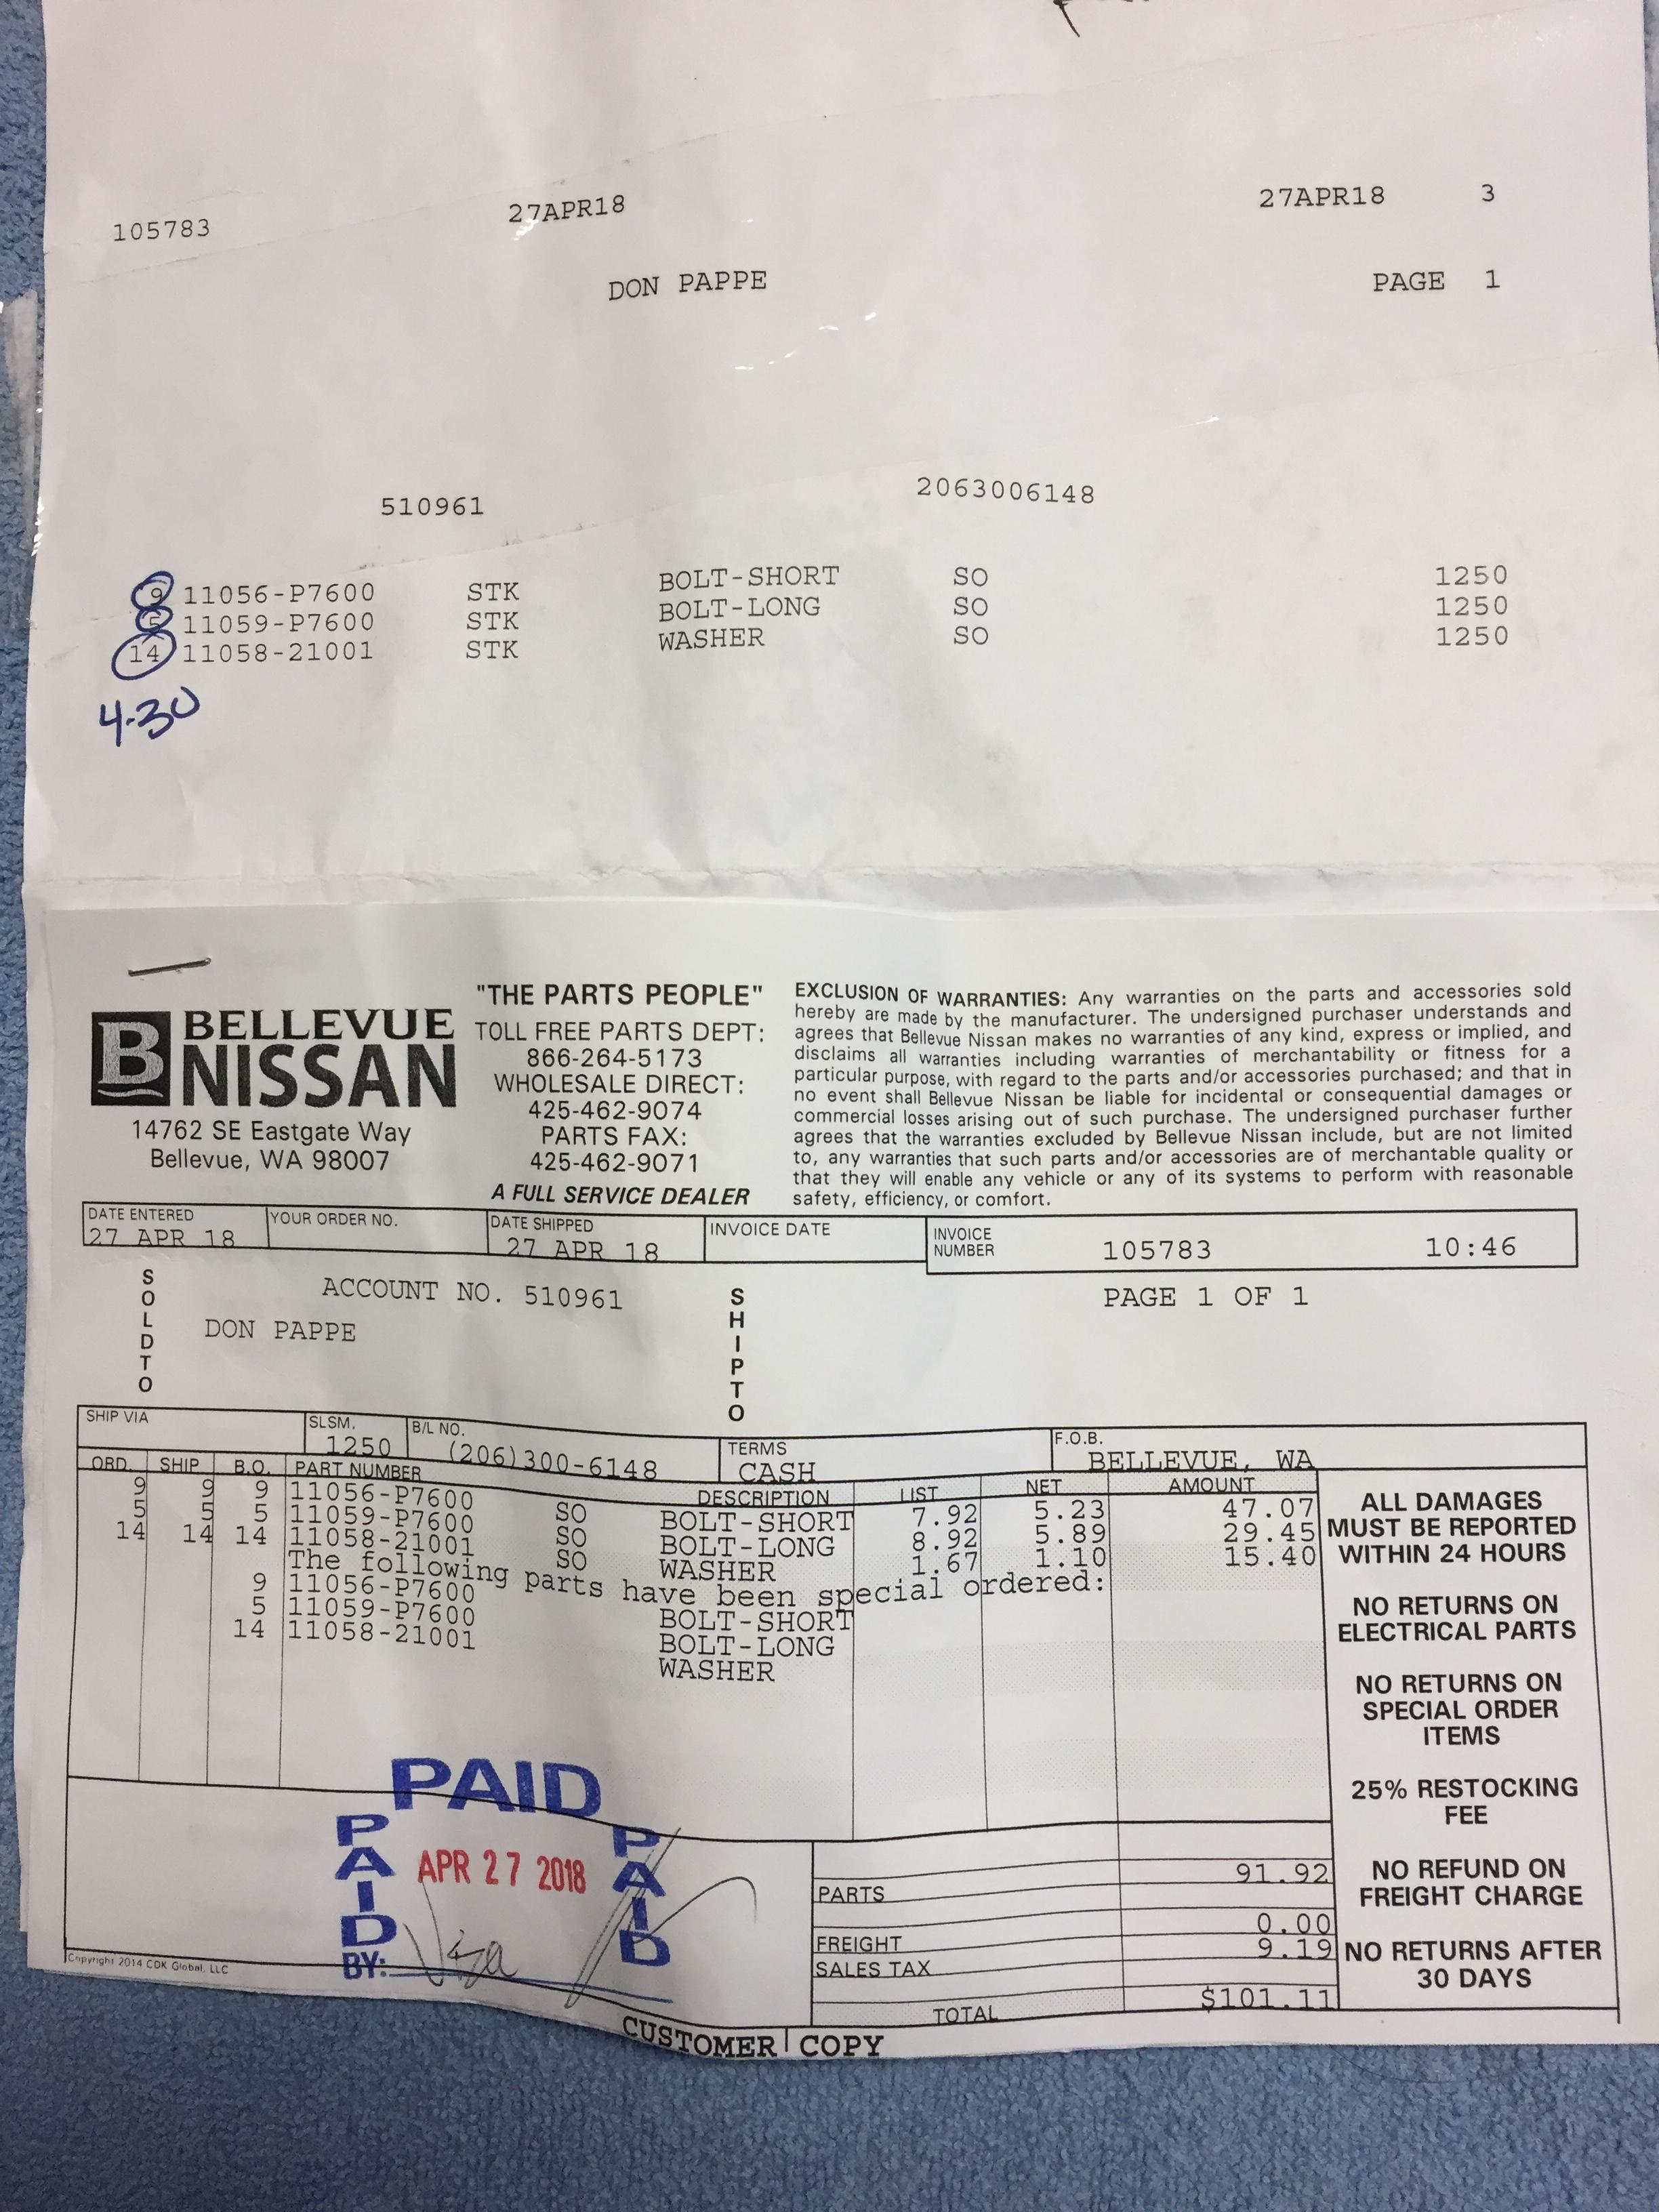 105783 27APR18 27APR18 3
DON PAPPE PAGE 1
510961 2063006148
9 11056-P7600 STK BOLT-SHORT SO 1250
5 11059-P7600 STK BOLT-LONG SO 1250
14 11058-21001 STK WASHER SO 1250
4-30
B BELLEVUE
NISSAN
14762 SE Eastgate Way
Bellevue, WA 98007
"THE PARTS PEOPLE"
TOLL FREE PARTS DEPT:
866-264-5173
WHOLESALE DIRECT:
425-462-9074
PARTS FAX:
425-462-9071
A FULL SERVICE DEALER
EXCLUSION OF WARRANTIES: Any warranties on the parts and accessories sold
hereby are made by the manufacturer. The undersigned purchaser understands and
agrees that Bellevue Nissan makes no warranties of any kind, express or implied, and
disclaims all warranties including warranties of merchantability or fitness for a
particular purpose, with regard to the parts and/or accessories purchased; and that in
no event shall Bellevue Nissan be liable for incidental or consequential damages or
commercial losses arising out of such purchase. The undersigned purchaser further
agrees that the warranties excluded by Bellevue Nissan include, but are not limited
to, any warranties that such parts and/or accessories are of merchantable quality or
that they will enable any vehicle or any of its systems to perform with reasonable
safety, efficiency, or comfort.
DATE ENTERED YOUR ORDER NO. DATE SHIPPED INVOICE DATE INVOICE NUMBER
27 APR 18 27 APR 18 105783 10:46
SOLD TO ACCOUNT NO. 510961 SHIP TO PAGE 1 OF 1
DON PAPPE
SHIP VIA SLSM. B/L NO. TERMS F.O.B.
1250 (206)300-6148 CASH BELLEVUE, WA
ORD. SHIP B.O. PART NUMBER DESCRIPTION LIST NET AMOUNT
9 9 9 11056-P7600 SO BOLT-SHORT 7.92 5.23 47.07
5 5 5 11059-P7600 SO BOLT-LONG 8.92 5.89 29.45
14 14 14 11058-21001 SO WASHER 1.67 1.10 15.40
The following parts have been special ordered:
9 11056-P7600 BOLT-SHORT
5 11059-P7600 BOLT-LONG
14 11058-21001 WASHER
ALL DAMAGES
MUST BE REPORTED
WITHIN 24 HOURS
NO RETURNS ON
ELECTRICAL PARTS
NO RETURNS ON
SPECIAL ORDER
ITEMS
25% RESTOCKING
FEE
NO REFUND ON
FREIGHT CHARGE
NO RETURNS AFTER
30 DAYS
PAID
PAID
APR 27 2018
PAID
BY: Visa
PARTS 91.92
FREIGHT 0.00
SALES TAX 9.19
TOTAL $101.11
Copyright 2014 CDK Global, LLC
CUSTOMER COPY